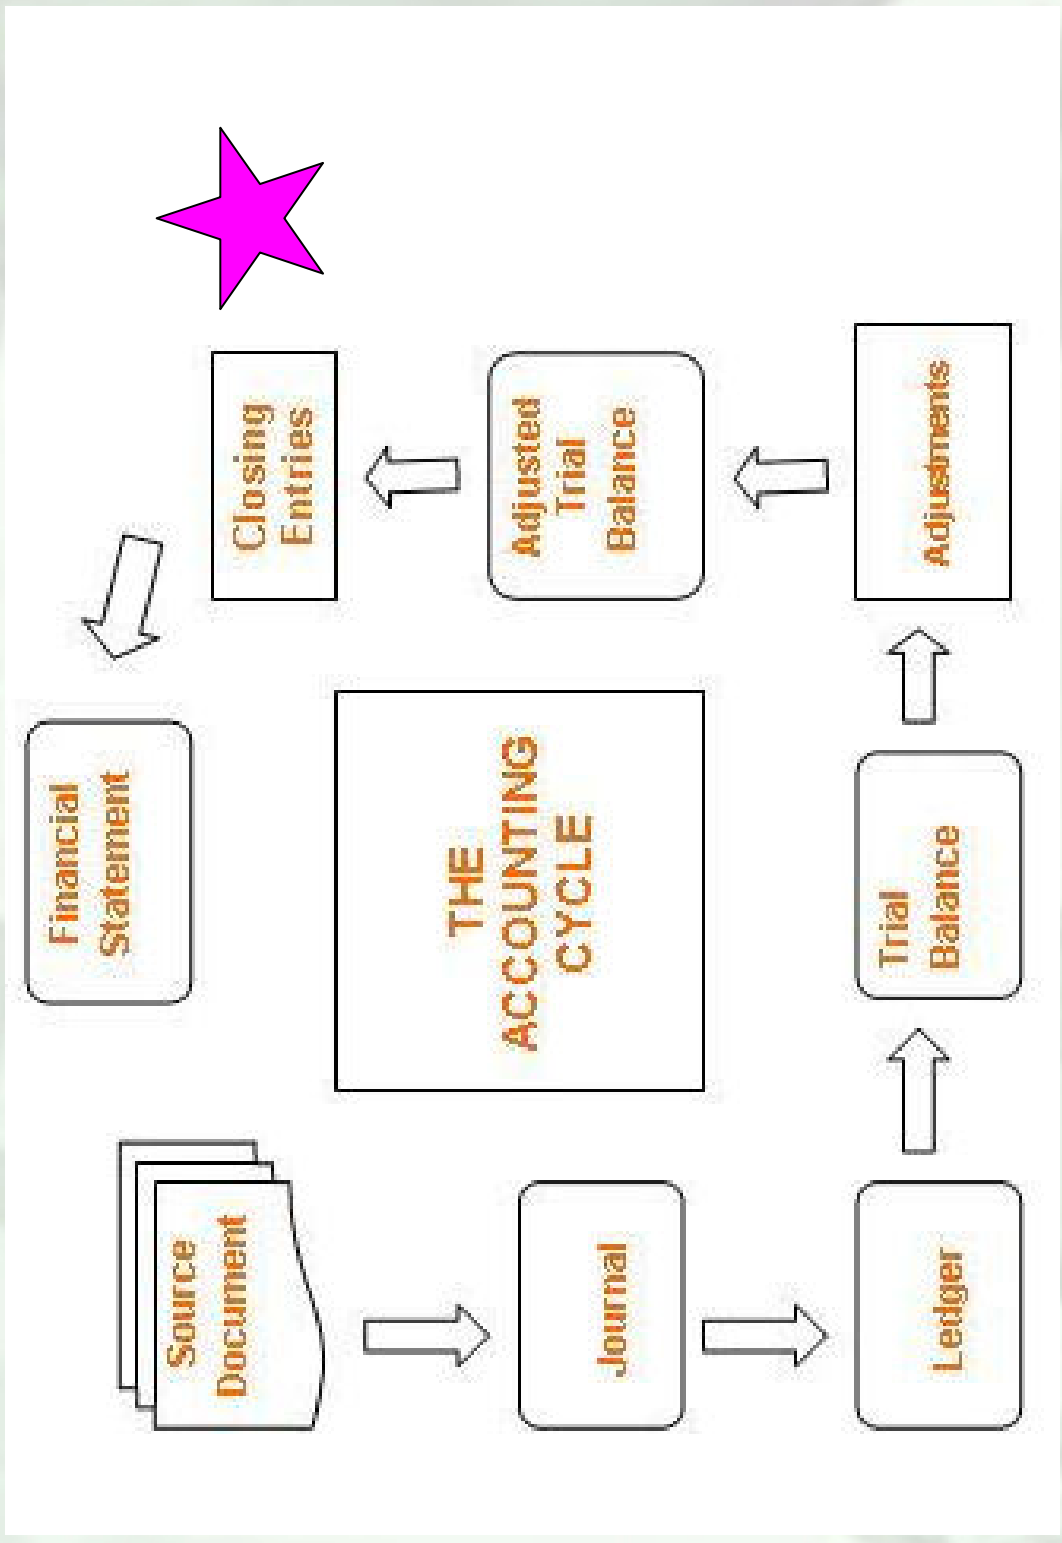 Source
Document
Journal
Ledger
Trial
Balance
Adjustments
Adjusted
Trial
Balance
Closing
Entries
Financial
Statement
THE
ACCOUNTING
CYCLE